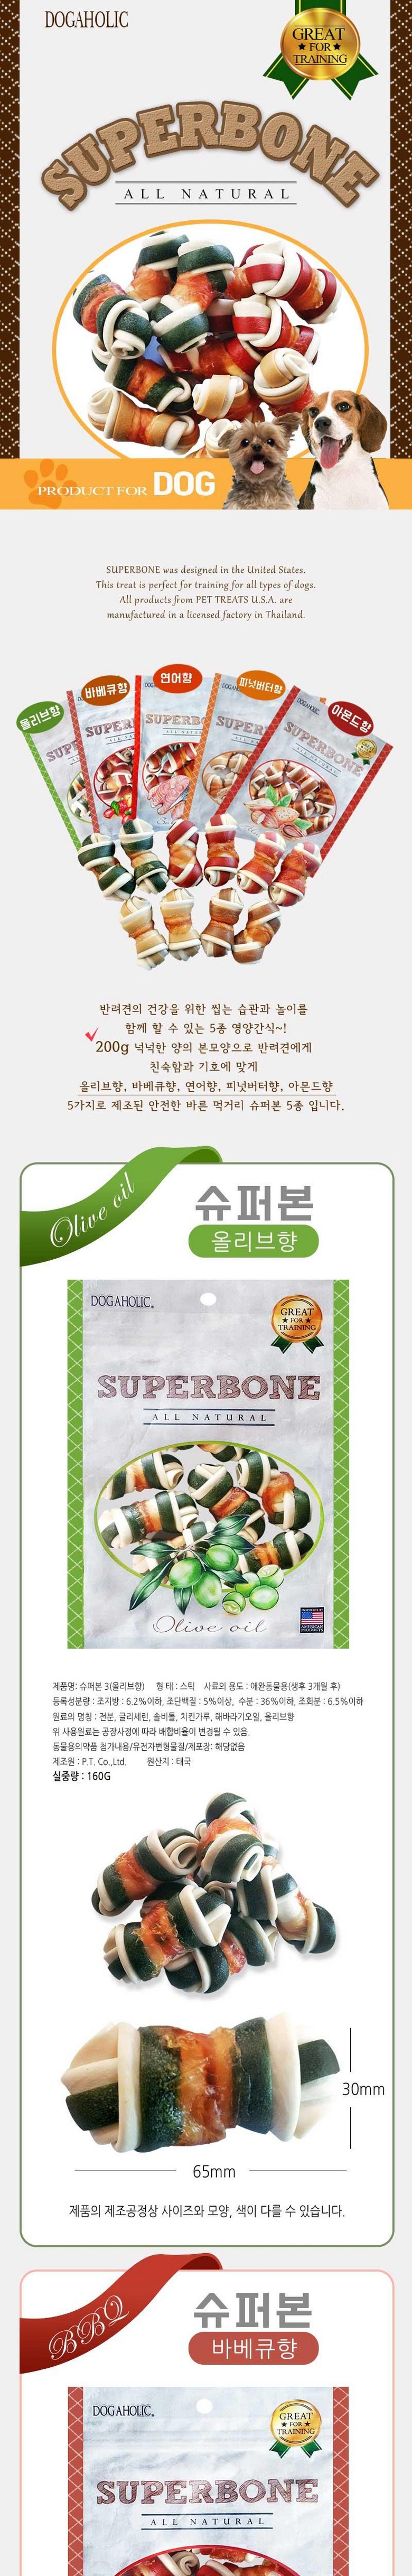 DOGAHOLIC
GREAT
FOR
TRAINING
SUPERBONE
ALL NATURAL
PRODUCT FOR DOG
SUPERBONE was designed in the United States.
This treat is perfect for training for all types of dogs.
All products from PET TREATS U.S.A. are
manufactured in a licensed factory in Thailand.
올리브향
바베큐향
연어향
피넛버터향
아몬드향
SUPERBONE
반려견의 건강을 위한 씹는 습관과 놀이를
함께 할 수 있는 5종 영양간식~!
200g 넉넉한 양의 본모양으로 반려견에게
친숙함과 기호에 맞게
올리브향, 바베큐향, 연어향, 피넛버터향, 아몬드향
5가지로 제조된 안전한 바른 먹거리 슈퍼본 5종 입니다.
Olive oil
슈퍼본
올리브향
DOGAHOLIC.
GREAT
FOR
TRAINING
SUPERBONE
ALL NATURAL
Olive oil
AMERICAN
PRODUCTS
제품명: 슈퍼본 3(올리브향) 형 태 : 스틱 사료의 용도 : 애완동물용(생후 3개월 후)
등록성분량 : 조지방 : 6.2%이하, 조단백질 : 5%이상, 수분 : 36%이하, 조회분 : 6.5%이하
원료의 명칭 : 전분, 글리세린, 솔비톨, 치킨가루, 해바라기오일, 올리브향
위 사용원료는 공장사정에 따라 배합비율이 변경될 수 있음.
동물용의약품 첨가내용/유전자변형물질/제포장: 해당없음
제조원 : P.T. Co.,Ltd. 원산지 : 태국
실중량 : 160G
30mm
65mm
제품의 제조공정상 사이즈와 모양, 색이 다를 수 있습니다.
BBQ
슈퍼본
바베큐향
DOGAHOLIC.
GREAT
FOR
TRAINING
SUPERBONE
ALL NATURAL